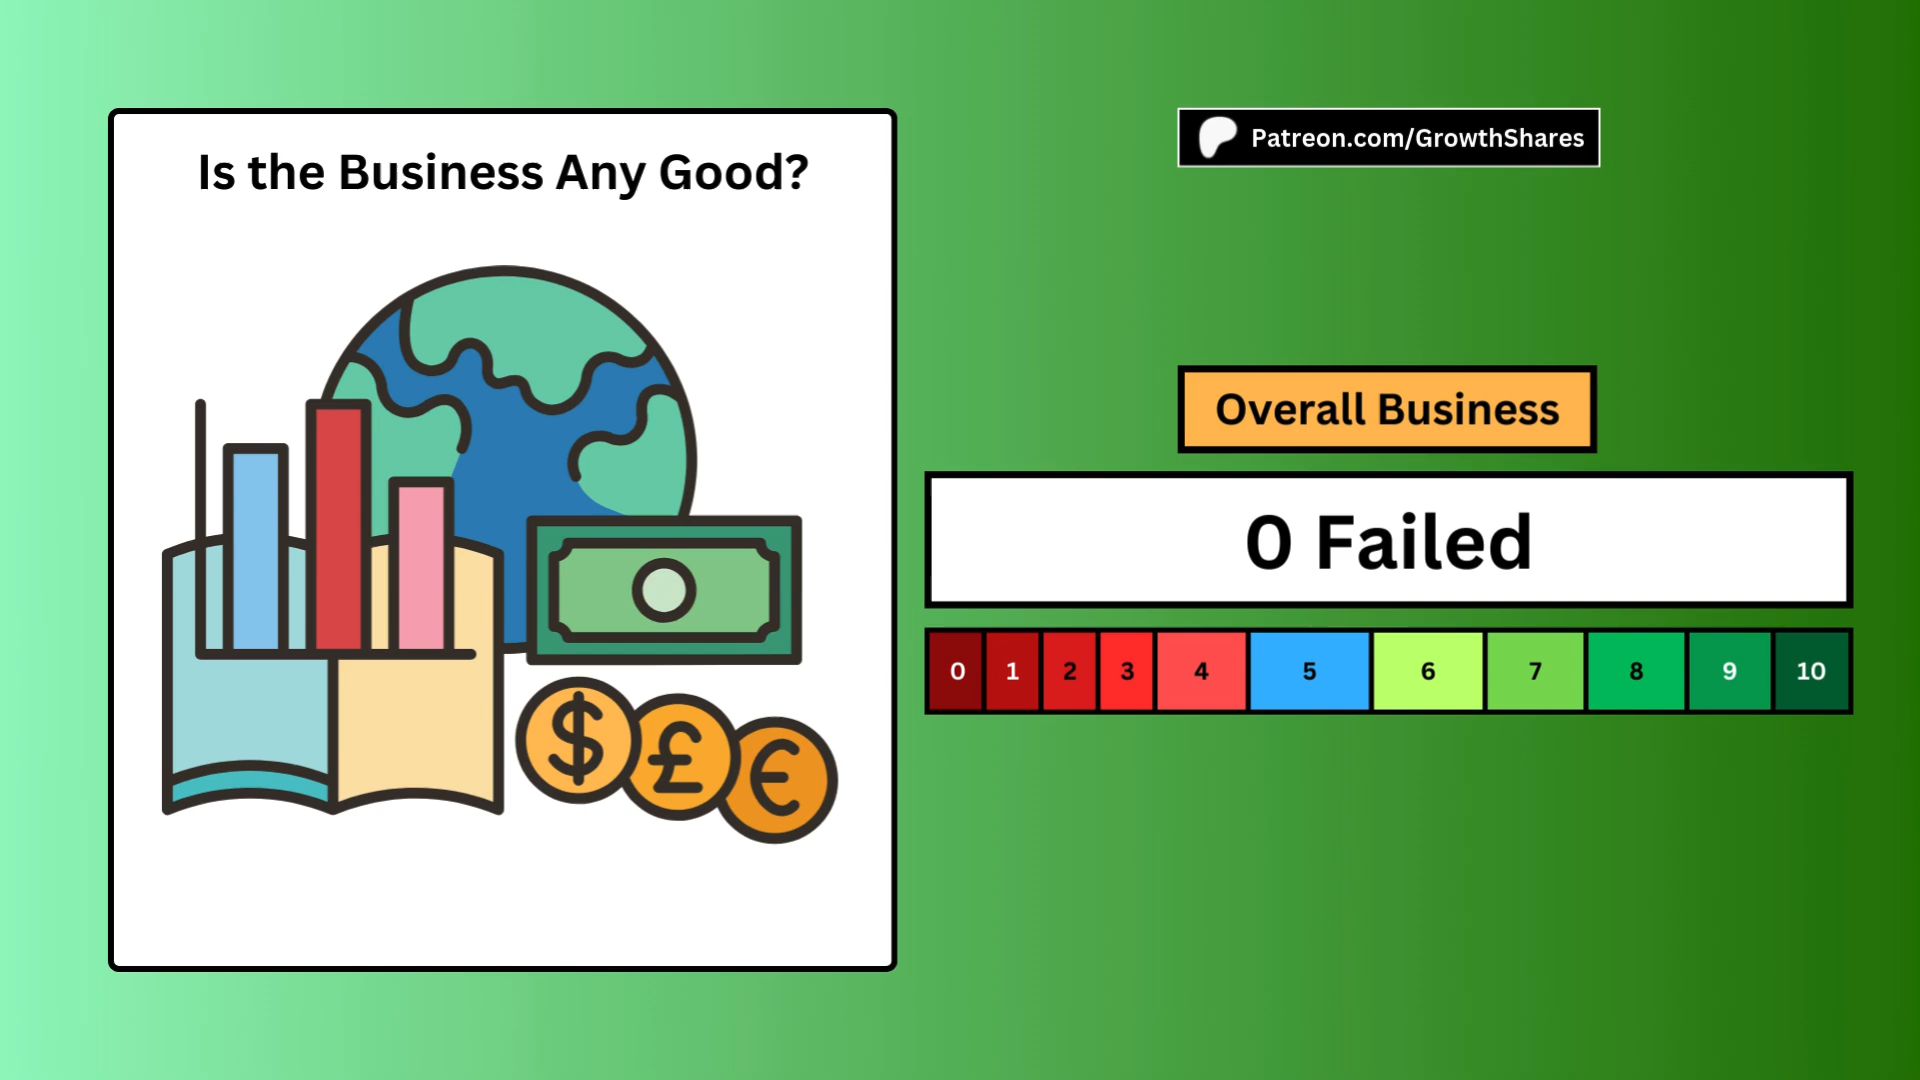 Is the Business Any Good?
$ £ €
Patreon.com/GrowthShares
Overall Business
0 Failed
0 1 2 3 4 5 6 7 8 9 10